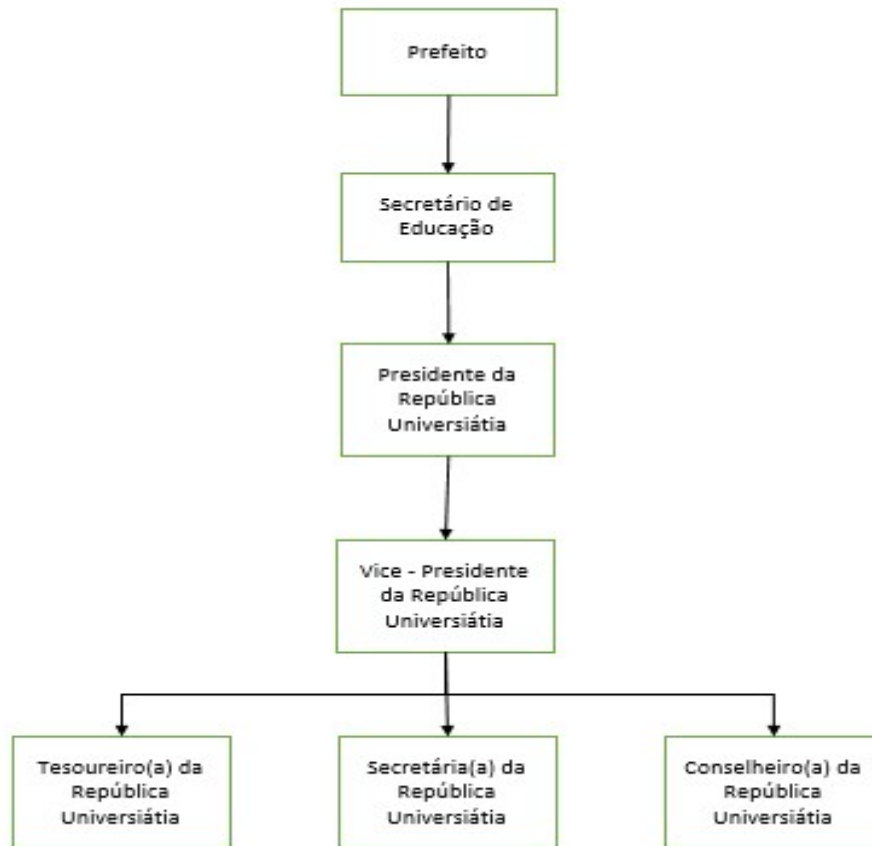 Prefeito
Secretário de
Educação
Presidente da
República
Universiátia
Vice - Presidente
da República
Universiátia
Tesoureiro(a) da
República
Universiátia
Secretária(a) da
República
Universiátia
Conselheiro(a) da
República
Universiátia